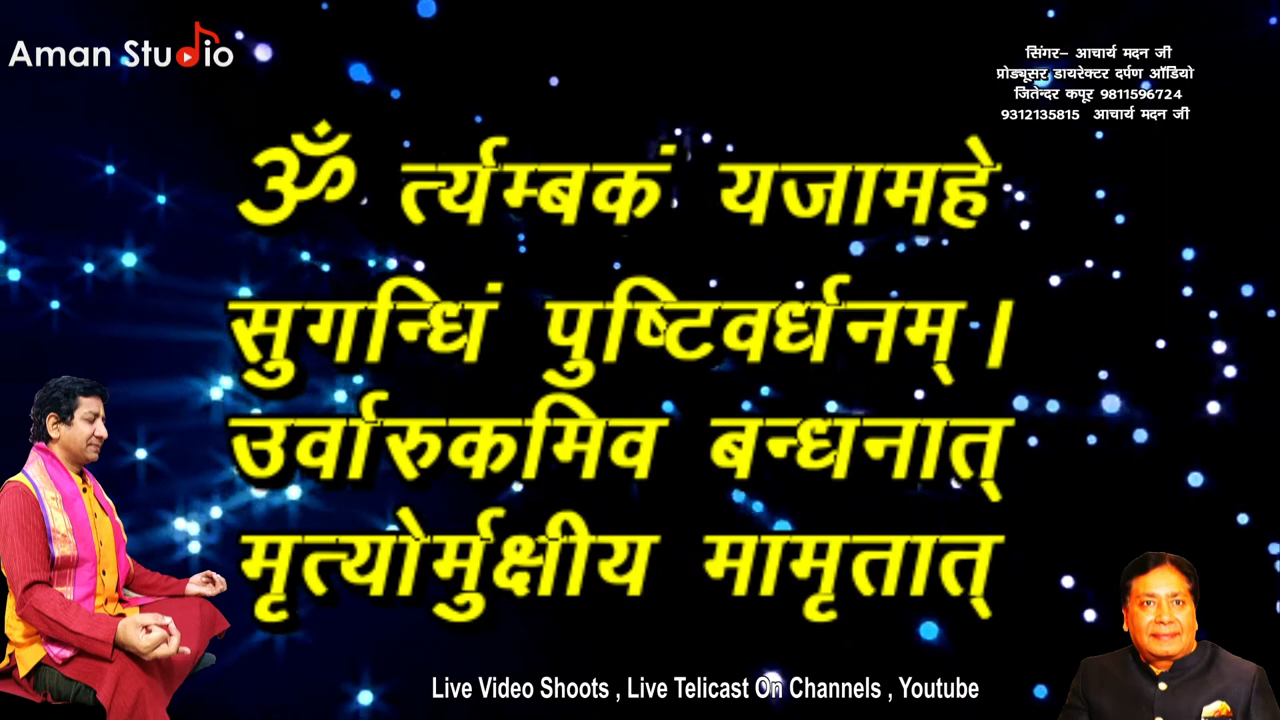 Aman Studio
सिंगर- आचार्य मदन जी
प्रोड्यूसर डायरेक्टर दर्पण ऑडियो
जितेन्दर कपूर 9811596724
9312135815 आचार्य मदन जी
ॐ र्त्यम्बकं यजामहे
सुगन्धिं पुष्टिवर्धनम् ।
उर्वारुकमिव बन्धनात्
मृत्योर्मुक्षीय मामृतात्
Live Video Shoots , Live Telicast On Channels , Youtube